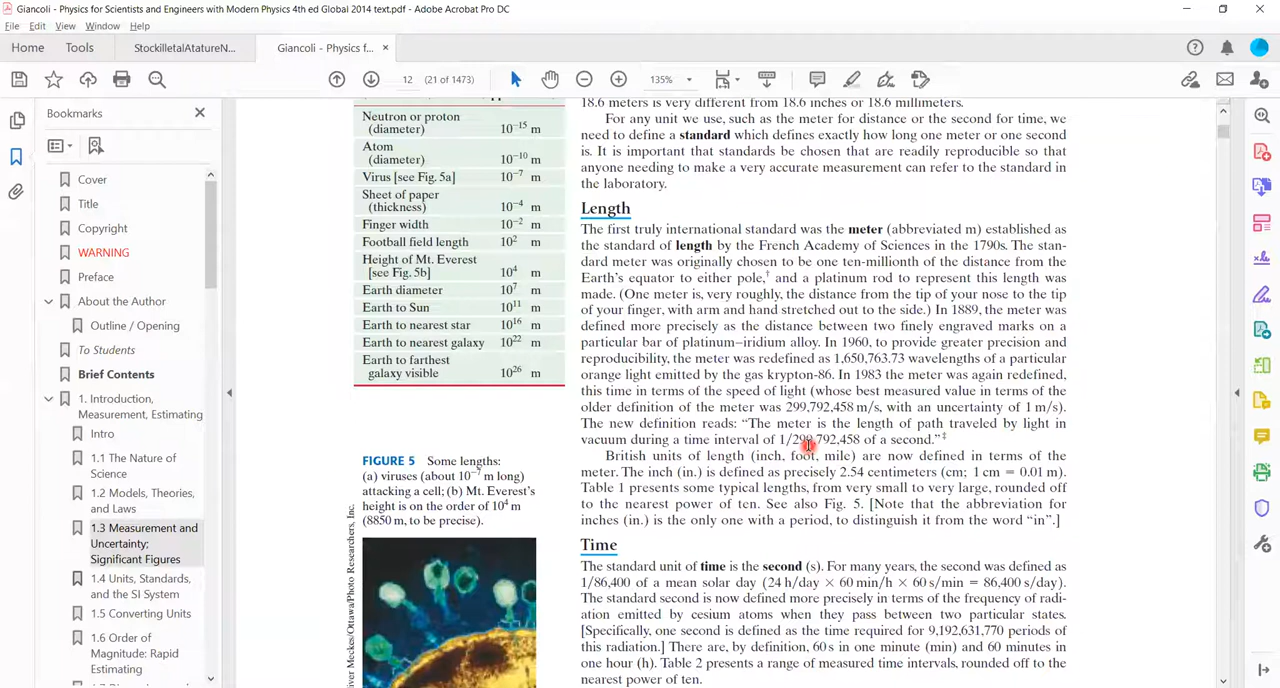 Giancoli - Physics for Scientists and Engineers with Modern Physics 4th ed Global 2014 text.pdf - Adobe Acrobat Pro DC
File Edit View Window Help
Home Tools StockilletalAtatureN... Giancoli - Physics f... ×
12 (21 of 1473) 135%
Bookmarks
Cover
Title
Copyright
WARNING
Preface
About the Author
Outline / Opening
To Students
Brief Contents
1. Introduction,
Measurement, Estimating
Intro
1.1 The Nature of
Science
1.2 Models, Theories,
and Laws
1.3 Measurement and
Uncertainty;
Significant Figures
1.4 Units, Standards,
and the SI System
1.5 Converting Units
1.6 Order of
Magnitude: Rapid
Estimating
Neutron or proton
(diameter) 10⁻¹⁵ m
Atom
(diameter) 10⁻¹⁰ m
Virus [see Fig. 5a] 10⁻⁷ m
Sheet of paper
(thickness) 10⁻⁴ m
Finger width 10⁻² m
Football field length 10² m
Height of Mt. Everest
[see Fig. 5b] 10⁴ m
Earth diameter 10⁷ m
Earth to Sun 10¹¹ m
Earth to nearest star 10¹⁶ m
Earth to nearest galaxy 10²² m
Earth to farthest
galaxy visible 10²⁶ m
FIGURE 5 Some lengths:
(a) viruses (about 10⁻⁷ m long)
attacking a cell; (b) Mt. Everest's
height is on the order of 10⁴ m
(8850 m, to be precise).
Meckes/Ottawa/Photo Researchers, Inc.
18.6 meters is very different from 18.6 inches or 18.6 millimeters.
For any unit we use, such as the meter for distance or the second for time, we
need to define a standard which defines exactly how long one meter or one second
is. It is important that standards be chosen that are readily reproducible so that
anyone needing to make a very accurate measurement can refer to the standard in
the laboratory.
Length
The first truly international standard was the meter (abbreviated m) established as
the standard of length by the French Academy of Sciences in the 1790s. The stan-
dard meter was originally chosen to be one ten-millionth of the distance from the
Earth's equator to either pole,† and a platinum rod to represent this length was
made. (One meter is, very roughly, the distance from the tip of your nose to the tip
of your finger, with arm and hand stretched out to the side.) In 1889, the meter was
defined more precisely as the distance between two finely engraved marks on a
particular bar of platinum–iridium alloy. In 1960, to provide greater precision and
reproducibility, the meter was redefined as 1,650,763.73 wavelengths of a particular
orange light emitted by the gas krypton-86. In 1983 the meter was again redefined,
this time in terms of the speed of light (whose best measured value in terms of the
older definition of the meter was 299,792,458 m/s, with an uncertainty of 1 m/s).
The new definition reads: “The meter is the length of path traveled by light in
vacuum during a time interval of 1/299,792,458 of a second.”‡
British units of length (inch, foot, mile) are now defined in terms of the
meter. The inch (in.) is defined as precisely 2.54 centimeters (cm; 1 cm = 0.01 m).
Table 1 presents some typical lengths, from very small to very large, rounded off
to the nearest power of ten. See also Fig. 5. [Note that the abbreviation for
inches (in.) is the only one with a period, to distinguish it from the word “in”.]
Time
The standard unit of time is the second (s). For many years, the second was defined as
1/86,400 of a mean solar day (24 h/day × 60 min/h × 60 s/min = 86,400 s/day).
The standard second is now defined more precisely in terms of the frequency of radi-
ation emitted by cesium atoms when they pass between two particular states.
[Specifically, one second is defined as the time required for 9,192,631,770 periods of
this radiation.] There are, by definition, 60 s in one minute (min) and 60 minutes in
one hour (h). Table 2 presents a range of measured time intervals, rounded off to the
nearest power of ten.